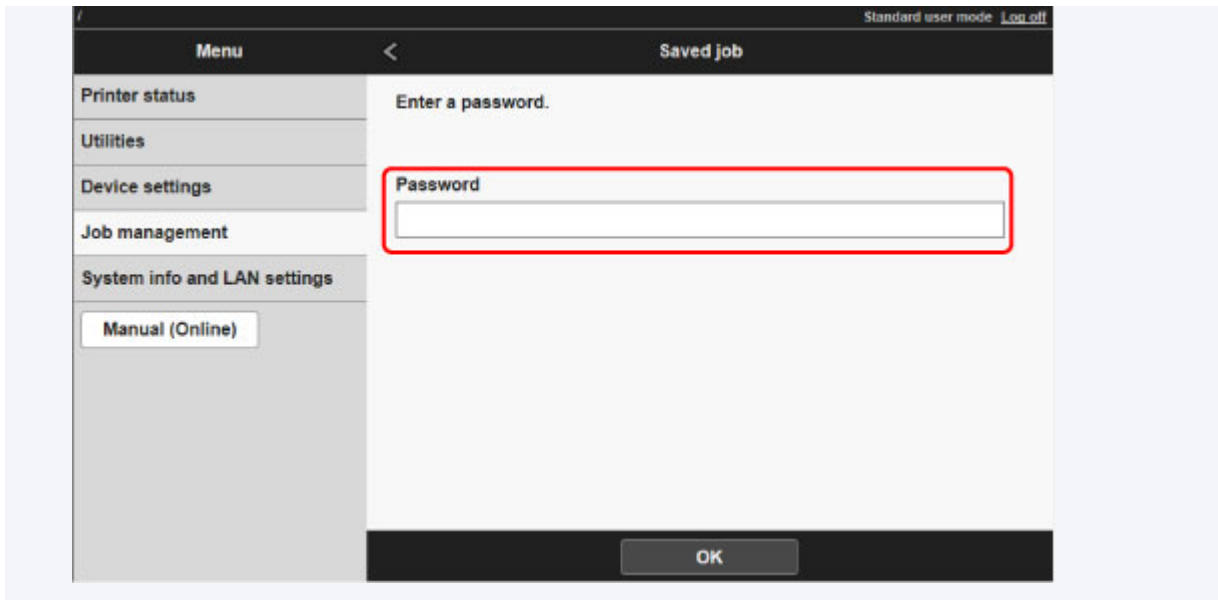 /
Standard user mode Log off
Menu
<
Saved job
Printer status
Utilities
Device settings
Job management
System info and LAN settings
Manual (Online)
Enter a password.
Password
OK